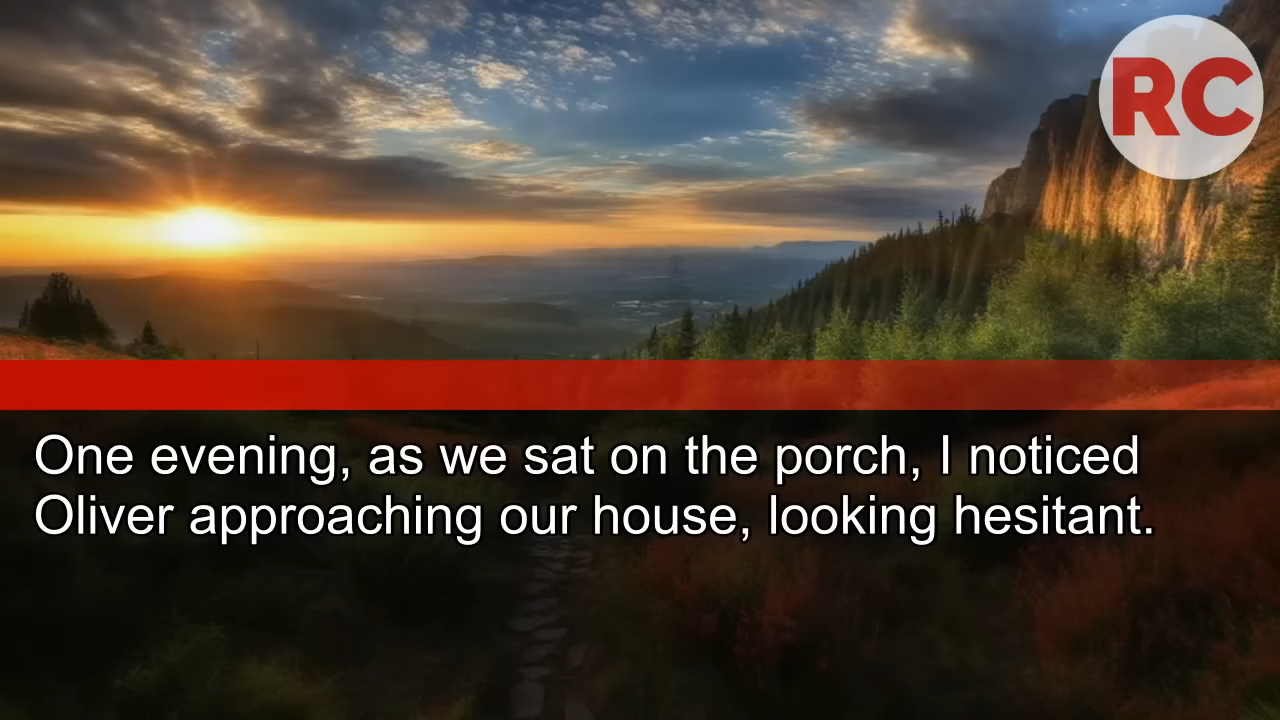 RC
One evening, as we sat on the porch, I noticed
Oliver approaching our house, looking hesitant.